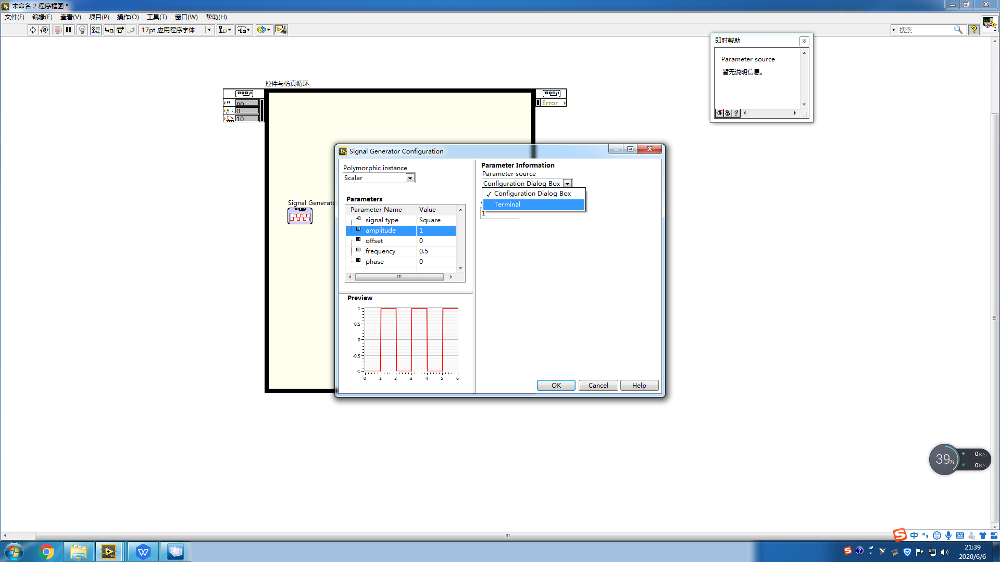 未命名 2 程序框图 *
文件(F) 编辑(E) 查看(V) 项目(P) 操作(O) 工具(T) 窗口(W) 帮助(H)
17pt 应用程序字体
搜索
即时帮助
Parameter source
暂无说明信息。
控件与仿真循环
no
0
10
Error
Signal Generato
Signal Generator Configuration
Polymorphic instance
Scalar
Parameters
Parameter Name Value
signal type Square
amplitude 1
offset 0
frequency 0.5
phase 0
Preview
1
0.5
0
-0.5
-1
0 1 2 3 4 5 6
Parameter Information
Parameter source
Configuration Dialog Box
Configuration Dialog Box
Terminal
1
OK Cancel Help
39%
0K/s
0K/s
中
21:39
2020/6/6